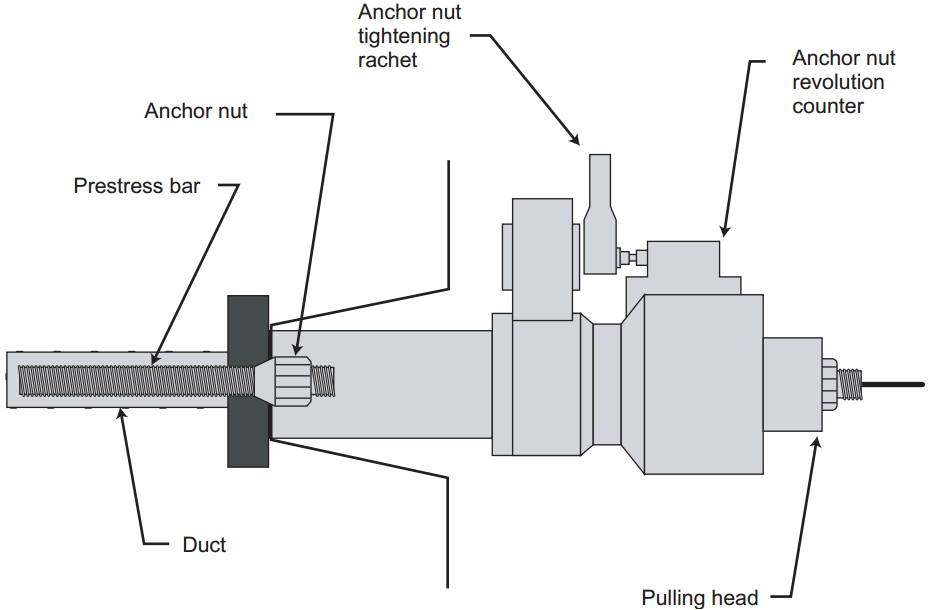 Anchor nut
tightening
rachet
Anchor nut
revolution
counter
Anchor nut
Prestress bar
Duct
Pulling head